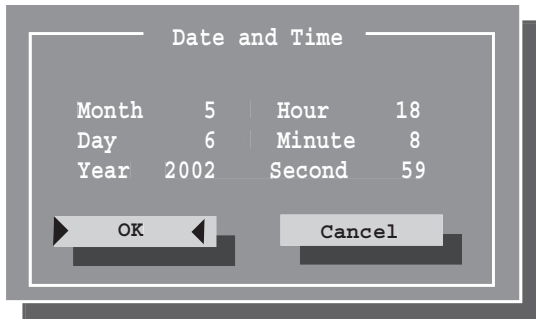 Date and Time
Month 5 Hour 18
Day 6 Minute 8
Year 2002 Second 59
OK Cancel